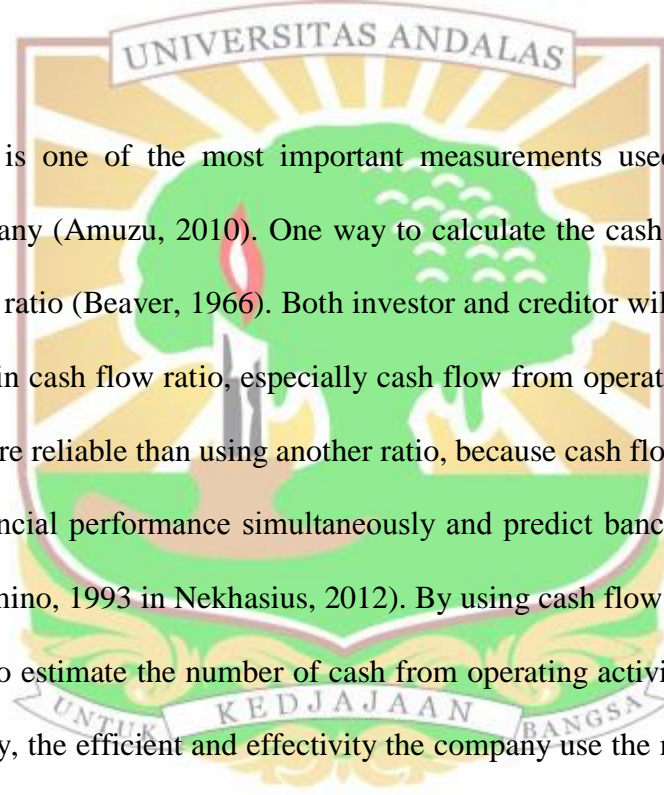 UNIVERSITAS ANDALAS
is one of the most important measurements used
any (Amuzu, 2010). One way to calculate the cash
ratio (Beaver, 1966). Both investor and creditor wil
in cash flow ratio, especially cash flow from operat
re reliable than using another ratio, because cash flo
ncial performance simultaneously and predict banc
nino, 1993 in Nekhasius, 2012). By using cash flow
o estimate the number of cash from operating activi
UNTUK KEDJAJAAN BANGSA
y, the efficient and effectivity the company use the